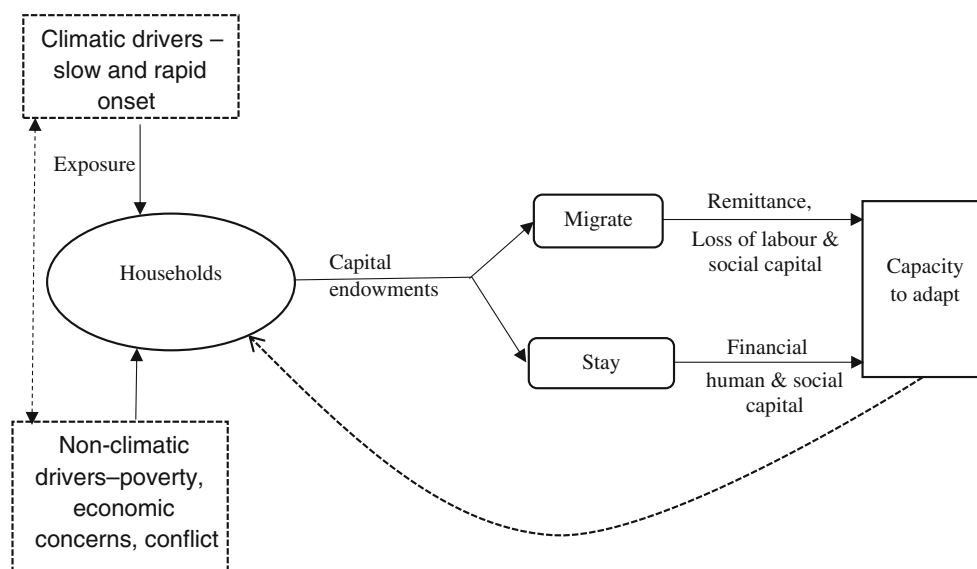 Climatic drivers –
slow and rapid
onset
Exposure
Households
Capital
endowments
Migrate
Remittance,
Loss of labour &
social capital
Stay
Financial
human & social
capital
Capacity
to adapt
Non-climatic
drivers–poverty,
economic
concerns, conflict